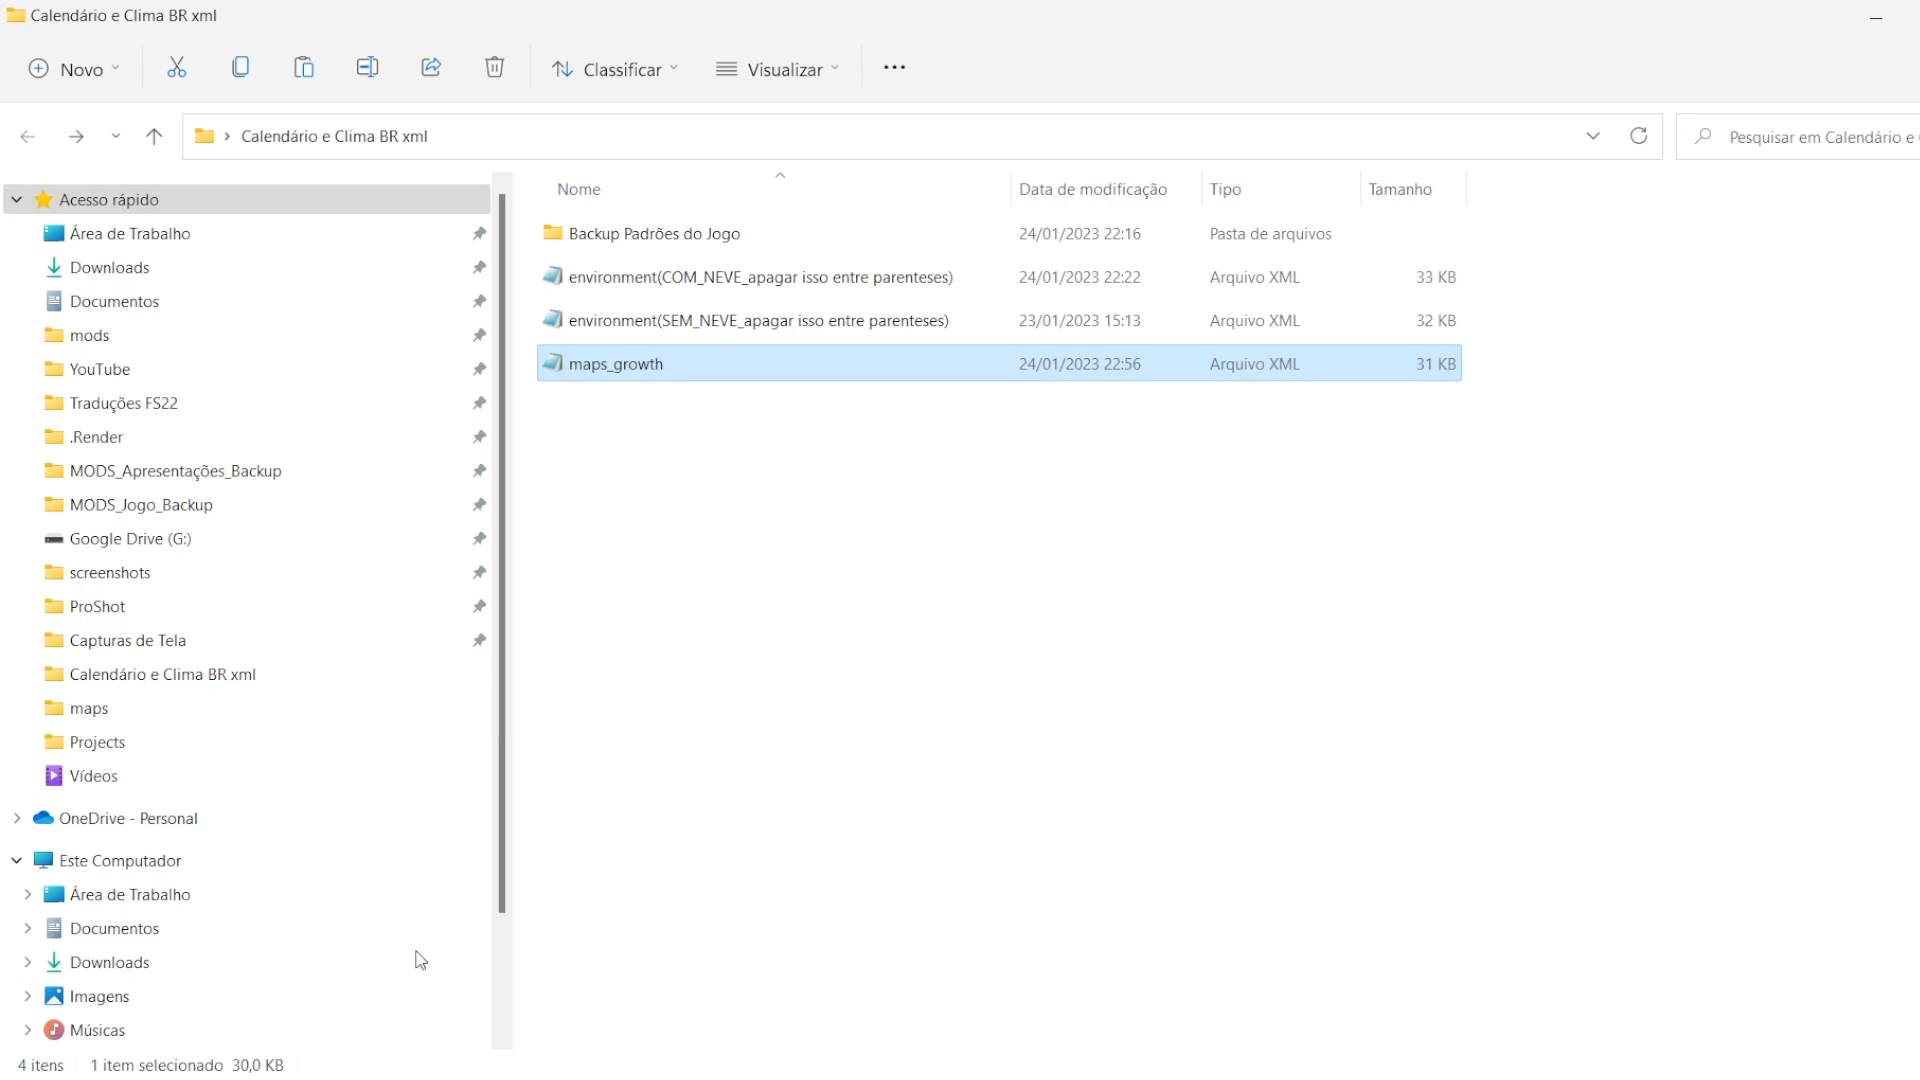 Calendário e Clima BR xml
Novo
Classificar
Visualizar
Calendário e Clima BR xml
Pesquisar em Calendário e
Nome Data de modificação Tipo Tamanho
Acesso rápido
Área de Trabalho
Downloads
Documentos
mods
YouTube
Traduções FS22
.Render
MODS_Apresentações_Backup
MODS_Jogo_Backup
Google Drive (G:)
screenshots
ProShot
Capturas de Tela
Calendário e Clima BR xml
maps
Projects
Vídeos
OneDrive - Personal
Este Computador
Área de Trabalho
Documentos
Downloads
Imagens
Músicas
Backup Padrões do Jogo 24/01/2023 22:16 Pasta de arquivos
environment(COM_NEVE_apagar isso entre parenteses) 24/01/2023 22:22 Arquivo XML 33 KB
environment(SEM_NEVE_apagar isso entre parenteses) 23/01/2023 15:13 Arquivo XML 32 KB
maps_growth 24/01/2023 22:56 Arquivo XML 31 KB
4 itens 1 item selecionado 30,0 KB